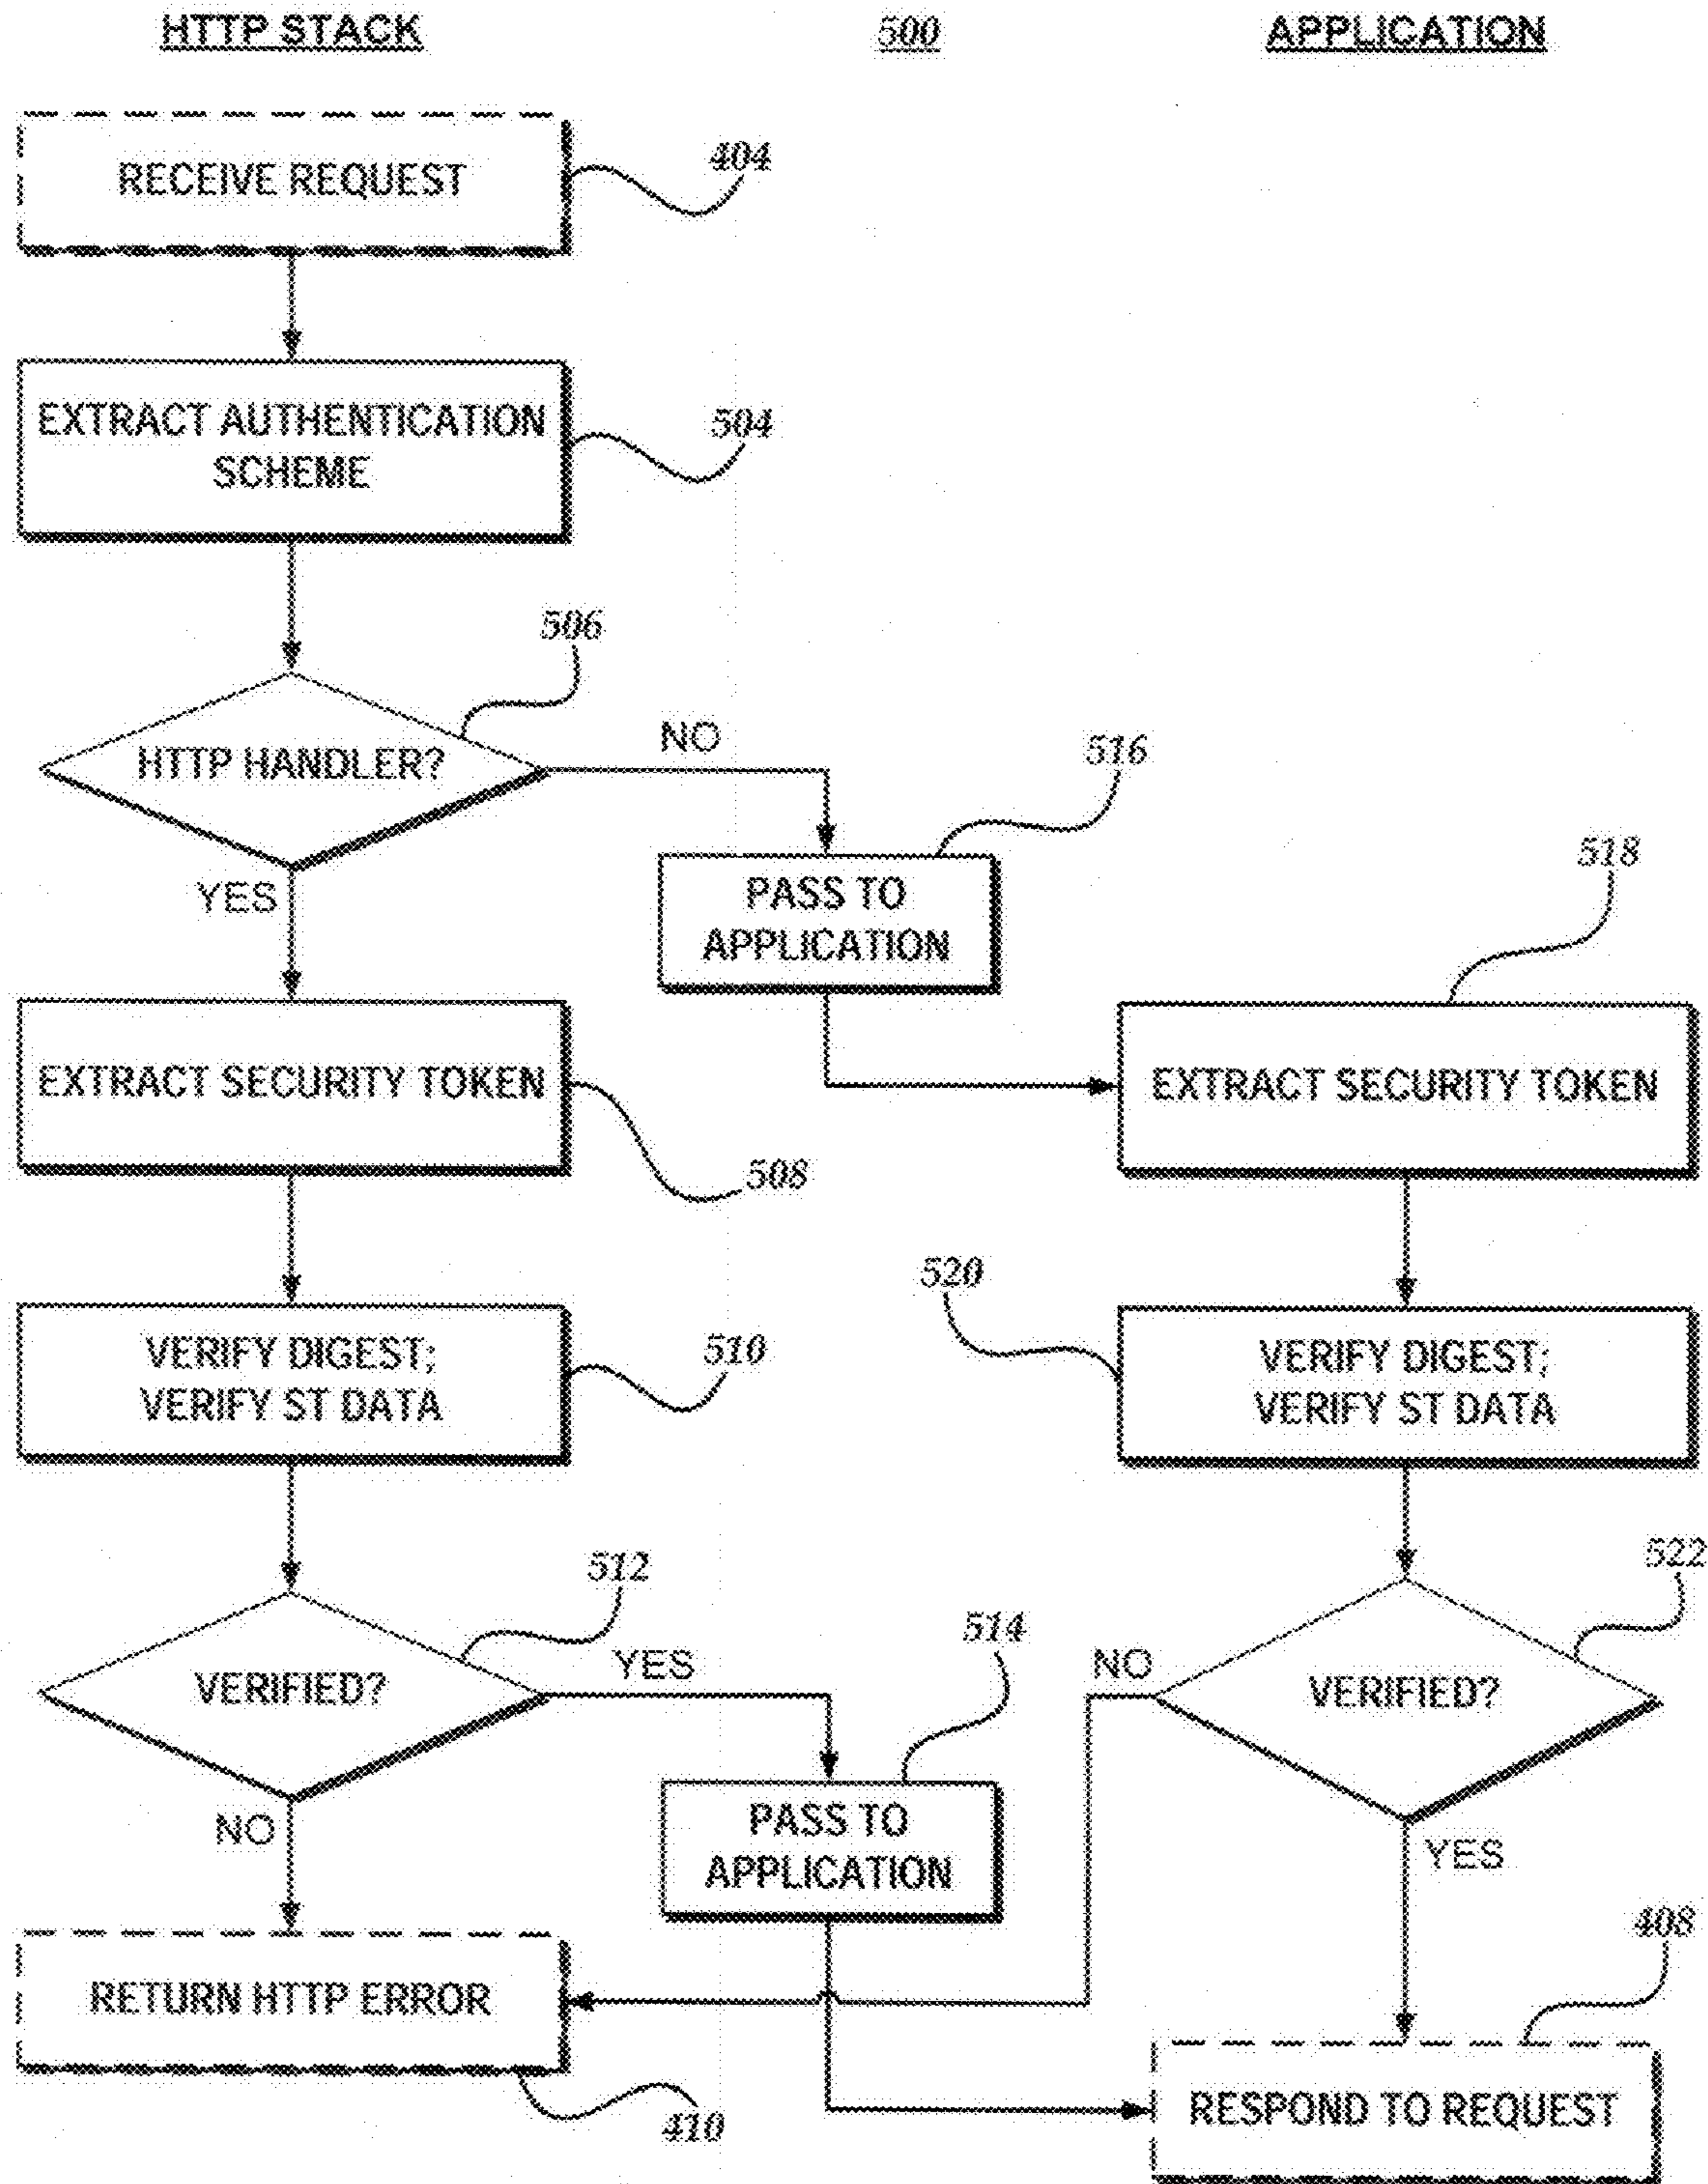 HTTP STACK
500
APPLICATION
RECEIVE REQUEST
404
EXTRACT AUTHENTICATION
SCHEME
504
506
HTTP HANDLER?
NO
YES
516
PASS TO
APPLICATION
518
EXTRACT SECURITY TOKEN
508
EXTRACT SECURITY TOKEN
VERIFY DIGEST;
VERIFY ST DATA
510
520
VERIFY DIGEST;
VERIFY ST DATA
512
VERIFIED?
YES
NO
514
PASS TO
APPLICATION
522
NO
VERIFIED?
YES
RETURN HTTP ERROR
410
408
RESPOND TO REQUEST